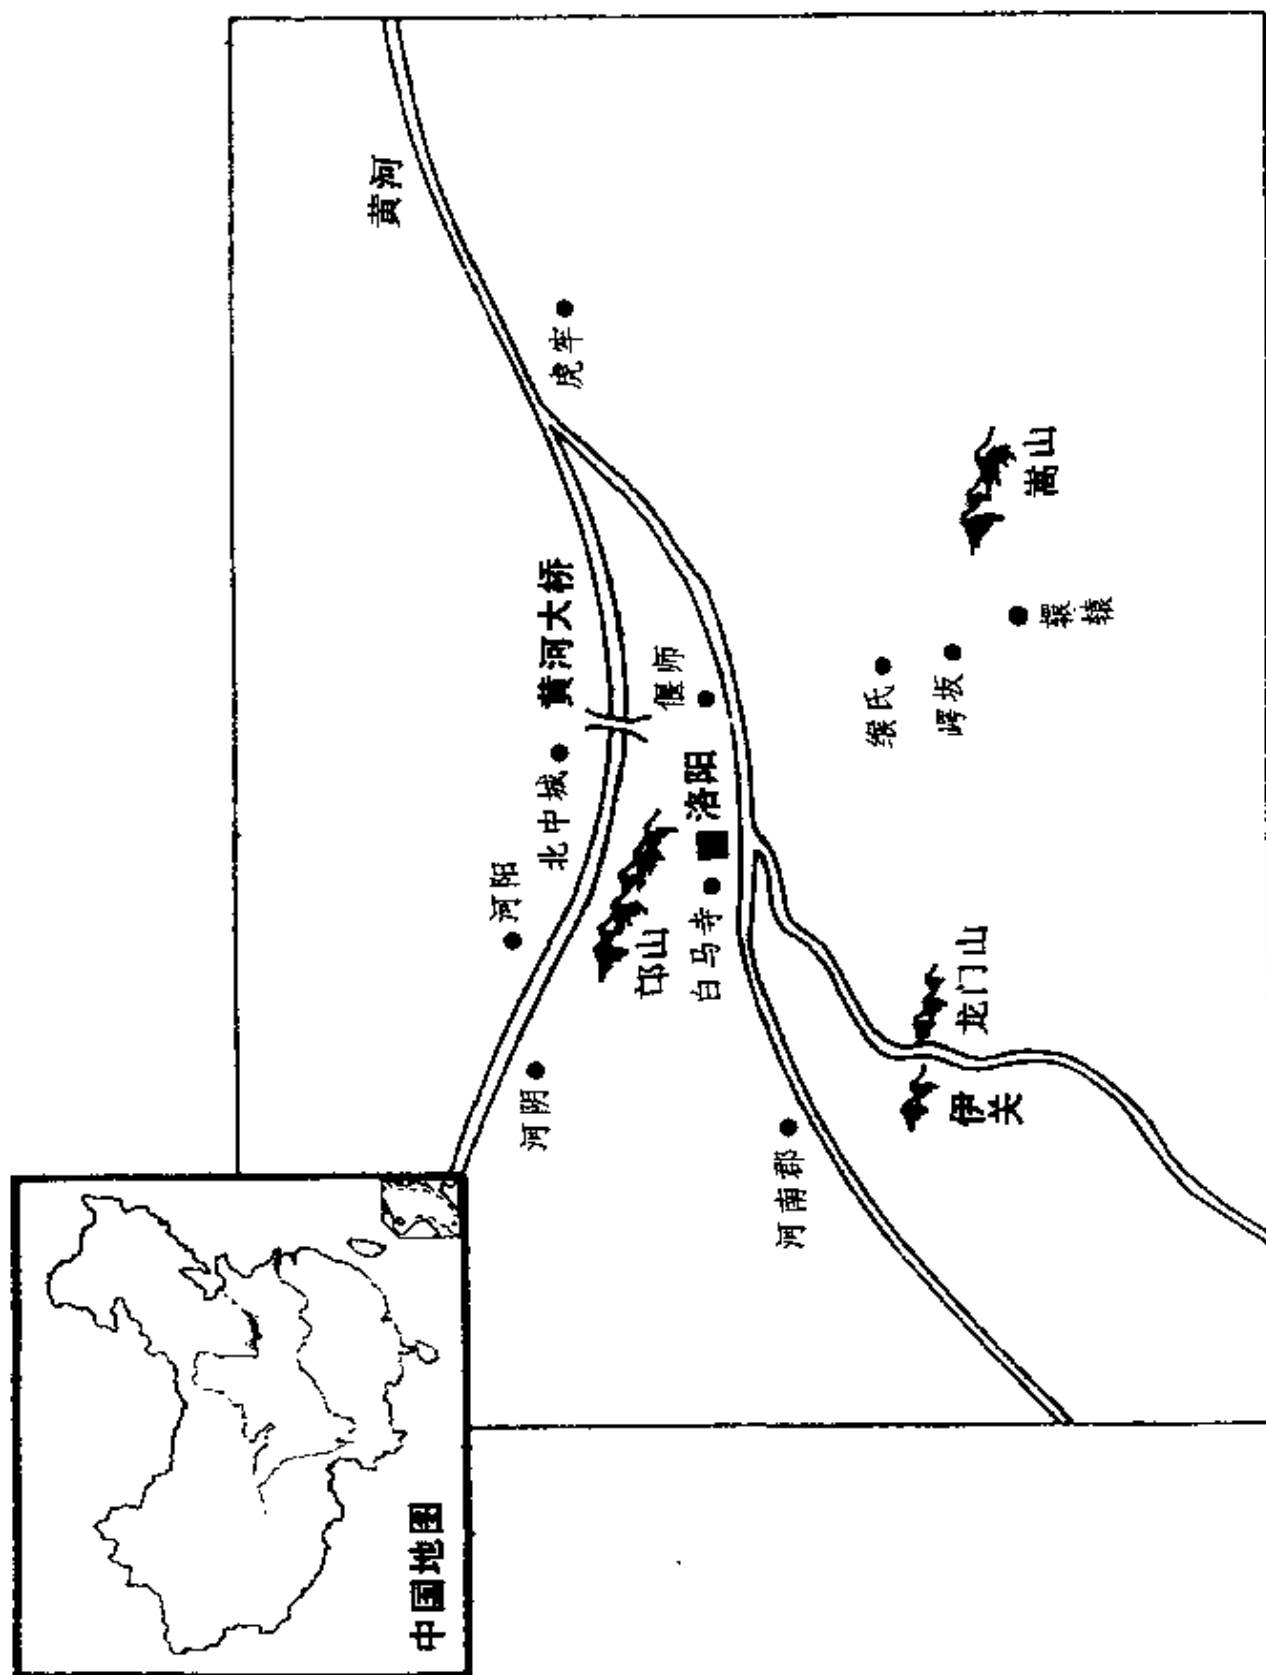 中国地图
黄河
虎牢
黄河大桥
北中城
河阳
河阴
偃师
洛阳
白马寺
邙山
河南郡
缑氏
崿坂
轘
辕
嵩山
龙门山
伊
关